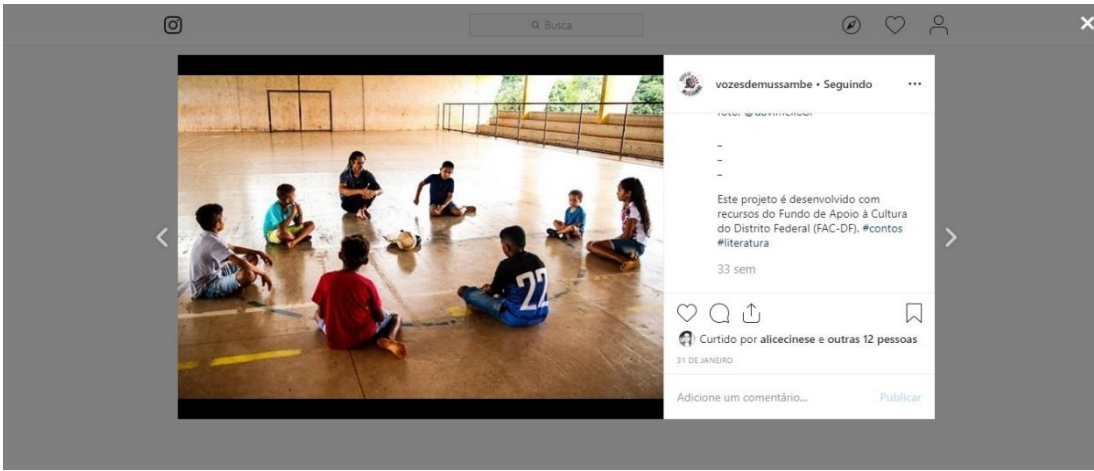 Busca
vozesdemussambe • Seguindo
foto:
–
–
–
Este projeto é desenvolvido com
recursos do Fundo de Apoio à Cultura
do Distrito Federal (FAC-DF). #contos
#literatura
33 sem
Curtido por alicecinese e outras 12 pessoas
31 DE JANEIRO
Adicione um comentário...
Publicar
22